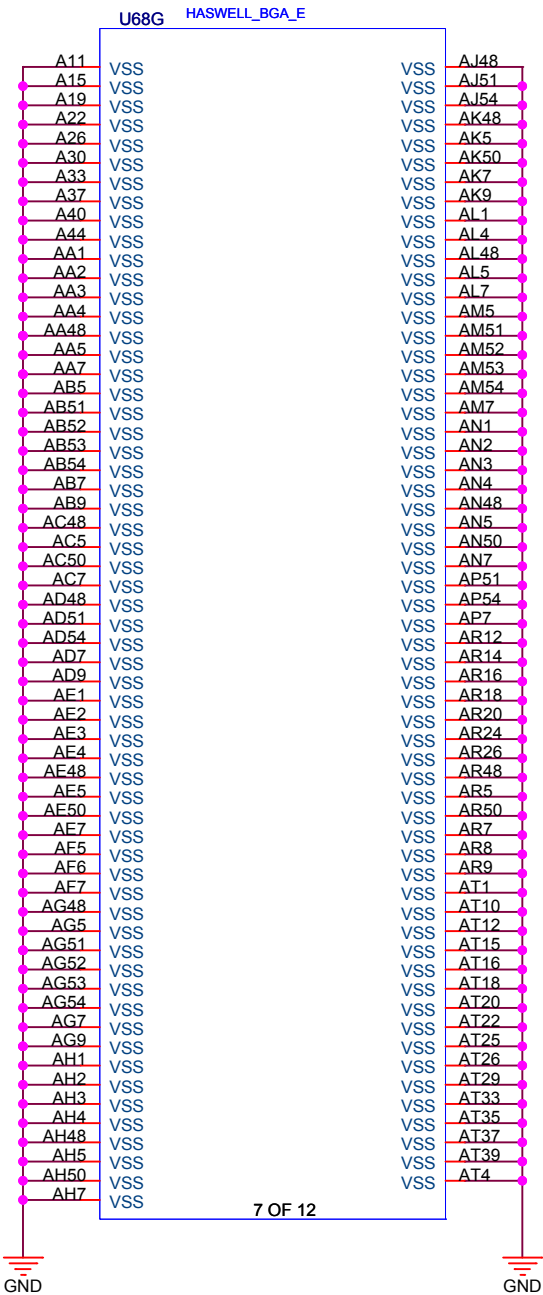 U68G HASWELL_BGA_E
A11 VSS VSS AJ48
A15 VSS VSS AJ51
A19 VSS VSS AJ54
A22 VSS VSS AK48
A26 VSS VSS AK5
A30 VSS VSS AK50
A33 VSS VSS AK7
A37 VSS VSS AK9
A40 VSS VSS AL1
A44 VSS VSS AL4
AA1 VSS VSS AL48
AA2 VSS VSS AL5
AA3 VSS VSS AL7
AA4 VSS VSS AM5
AA48 VSS VSS AM51
AA5 VSS VSS AM52
AA7 VSS VSS AM53
AB5 VSS VSS AM54
AB51 VSS VSS AM7
AB52 VSS VSS AN1
AB53 VSS VSS AN2
AB54 VSS VSS AN3
AB7 VSS VSS AN4
AB9 VSS VSS AN48
AC48 VSS VSS AN5
AC5 VSS VSS AN50
AC50 VSS VSS AN7
AC7 VSS VSS AP51
AD48 VSS VSS AP54
AD51 VSS VSS AP7
AD54 VSS VSS AR12
AD7 VSS VSS AR14
AD9 VSS VSS AR16
AE1 VSS VSS AR18
AE2 VSS VSS AR20
AE3 VSS VSS AR24
AE4 VSS VSS AR26
AE48 VSS VSS AR48
AE5 VSS VSS AR5
AE50 VSS VSS AR50
AE7 VSS VSS AR7
AF5 VSS VSS AR8
AF6 VSS VSS AR9
AF7 VSS VSS AT1
AG48 VSS VSS AT10
AG5 VSS VSS AT12
AG51 VSS VSS AT15
AG52 VSS VSS AT16
AG53 VSS VSS AT18
AG54 VSS VSS AT20
AG7 VSS VSS AT22
AG9 VSS VSS AT25
AH1 VSS VSS AT26
AH2 VSS VSS AT29
AH3 VSS VSS AT33
AH4 VSS VSS AT35
AH48 VSS VSS AT37
AH5 VSS VSS AT39
AH50 VSS VSS AT4
AH7 VSS
7 OF 12
GND GND